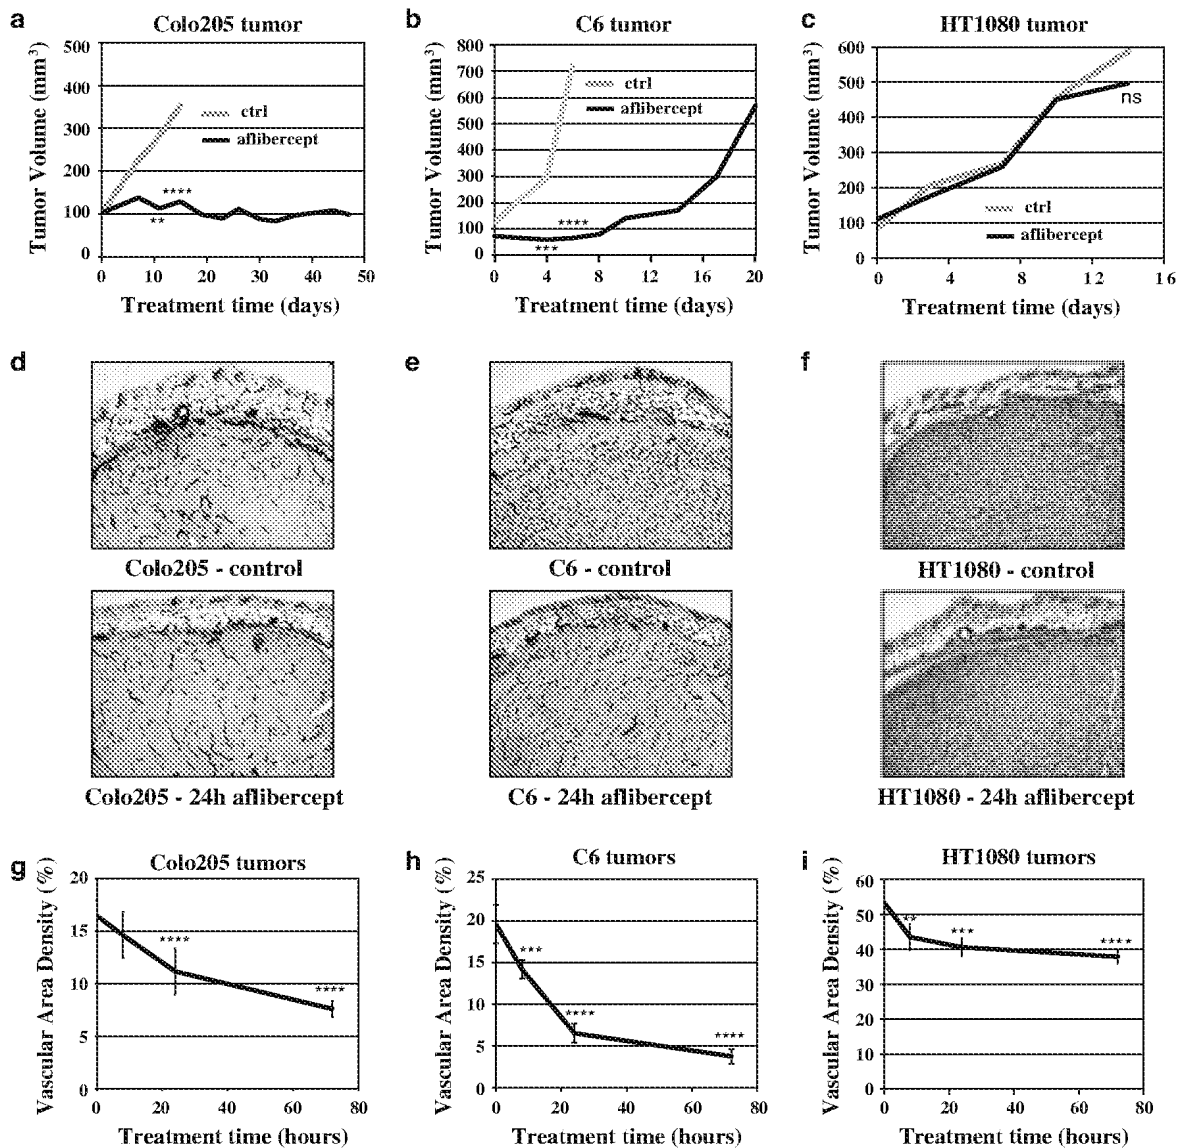 a
Colo205 tumor
Tumor Volume (mm³)
500
400
300
200
100
0
ctrl
aflibercept
****
**
0 10 20 30 40 50
Treatment time (days)
b
C6 tumor
Tumor Volume (mm³)
800
700
600
500
400
300
200
100
0
ctrl
aflibercept
****
***
0 4 8 12 16 20
Treatment time (days)
c
HT1080 tumor
Tumor Volume (mm³)
600
500
400
300
200
100
0
ns
ctrl
aflibercept
0 4 8 12 16
Treatment time (days)
d
Colo205 - control
Colo205 - 24h aflibercept
e
C6 - control
C6 - 24h aflibercept
f
HT1080 - control
HT1080 - 24h aflibercept
g
Colo205 tumors
Vascular Area Density (%)
20
15
10
5
0
****
****
0 20 40 60 80
Treatment time (hours)
h
C6 tumors
Vascular Area Density (%)
25
20
15
10
5
0
***
****
****
0 20 40 60 80
Treatment time (hours)
i
HT1080 tumors
Vascular Area Density (%)
60
50
40
30
20
10
0
**
***
****
0 20 40 60 80
Treatment time (hours)